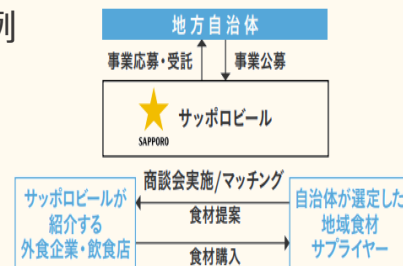 例
地方自治体
事業応募・受託
事業公募
サッポロビール
SAPPORO
商談会実施/マッチング
サッポロビールが
紹介する
外食企業・飲食店
食材提案
食材購入
自治体が選定した
地域食材
サプライヤー